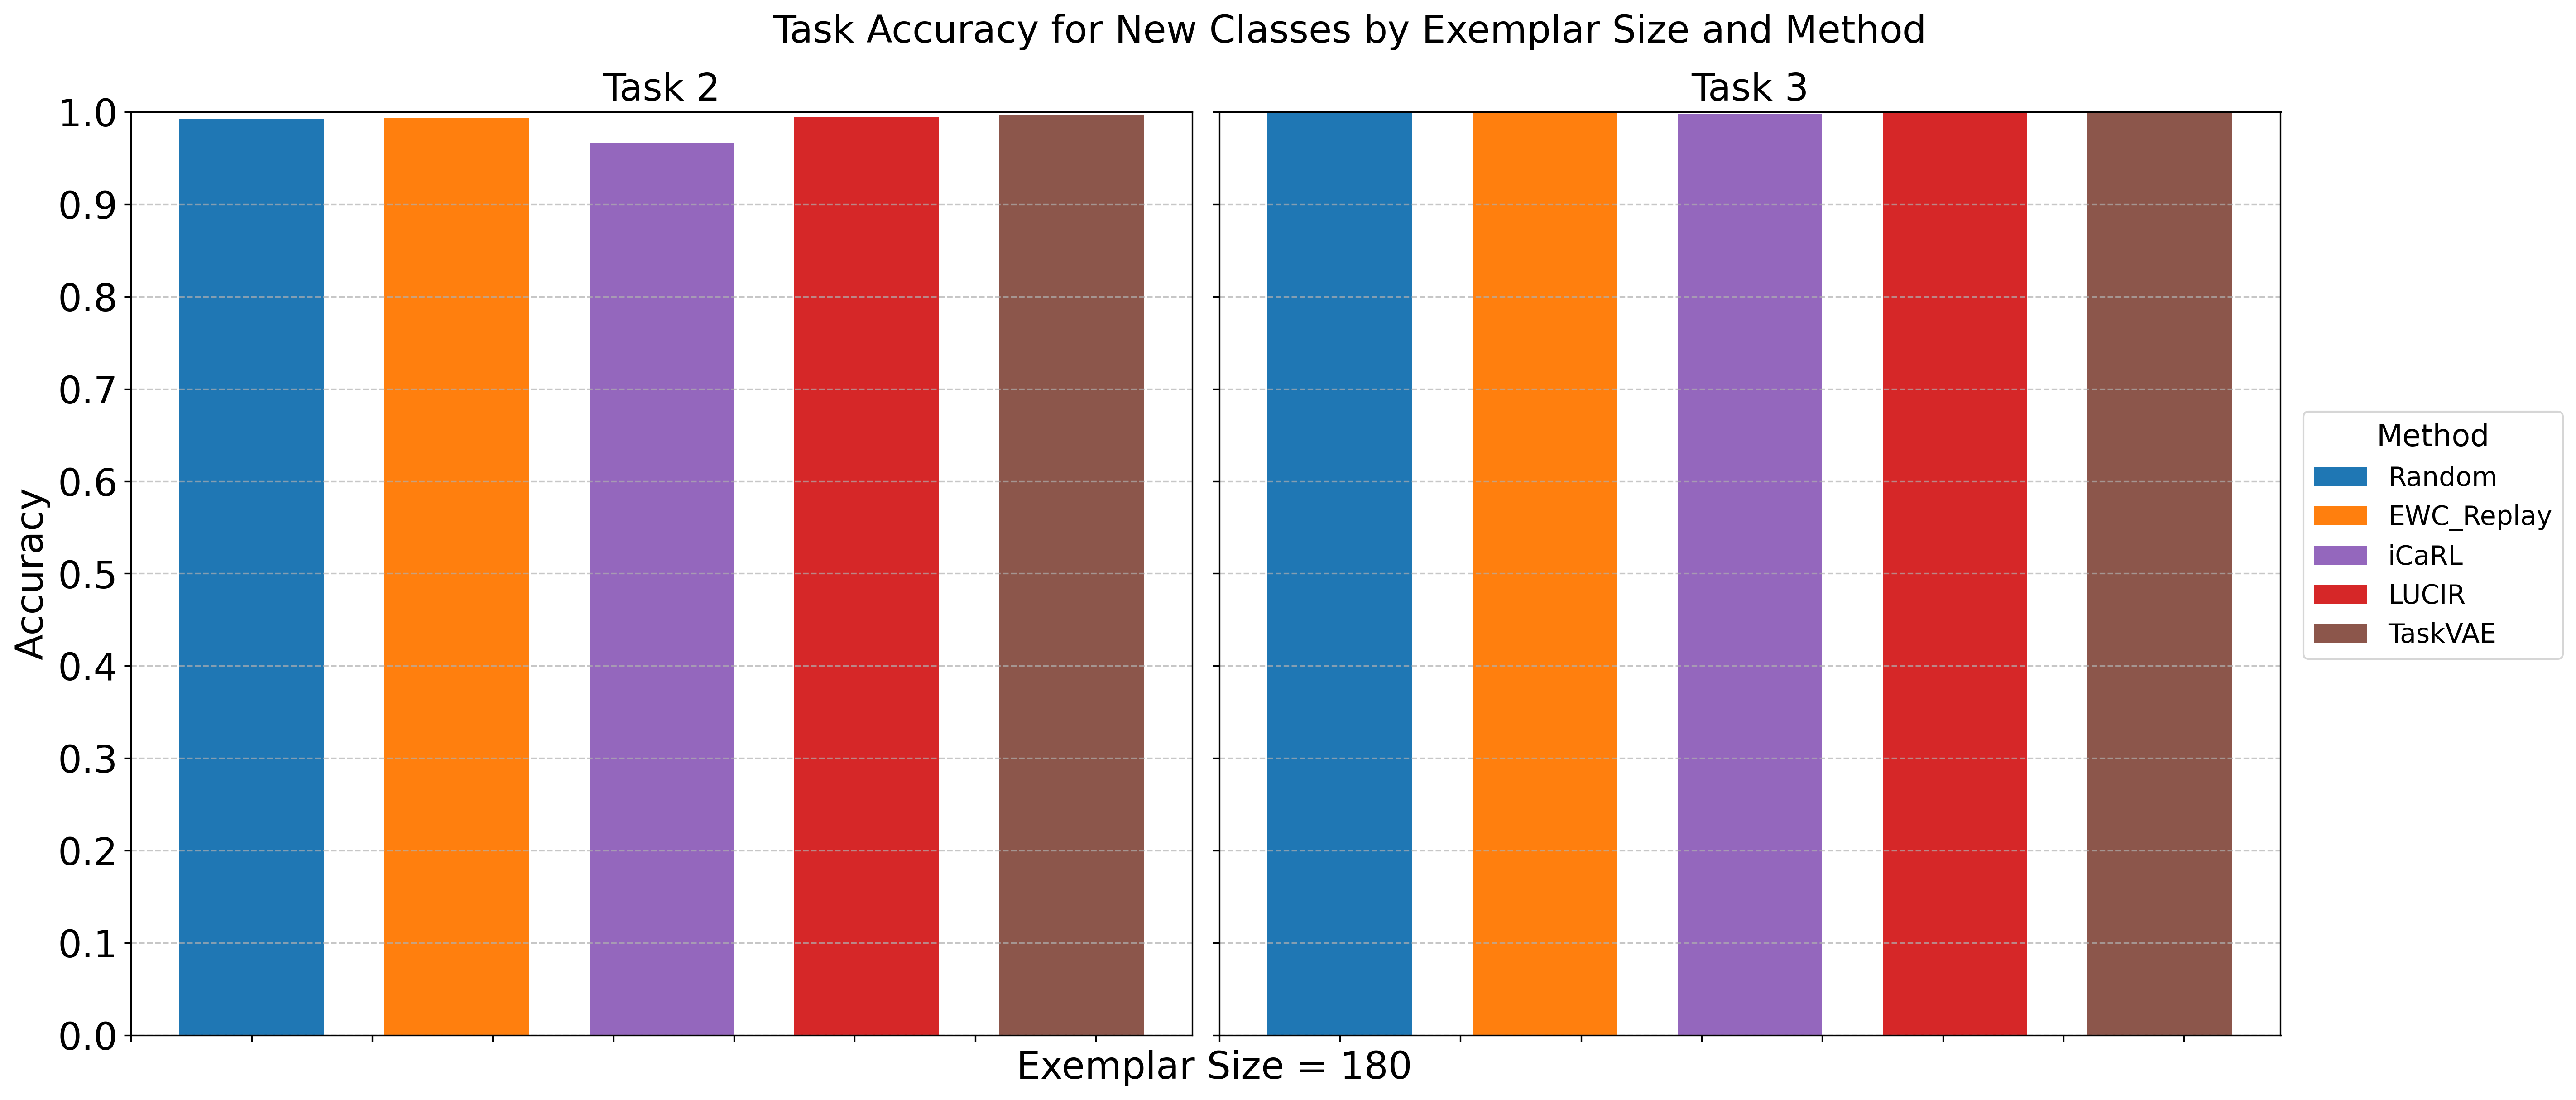 Task Accuracy for New Classes by Exemplar Size and Method
Task 2
Task 3
1.0
0.9
0.8
0.7
0.6
0.5
0.4
0.3
0.2
0.1
0.0
Accuracy
Exemplar Size = 180
Method
Random
EWC_Replay
iCaRL
LUCIR
TaskVAE